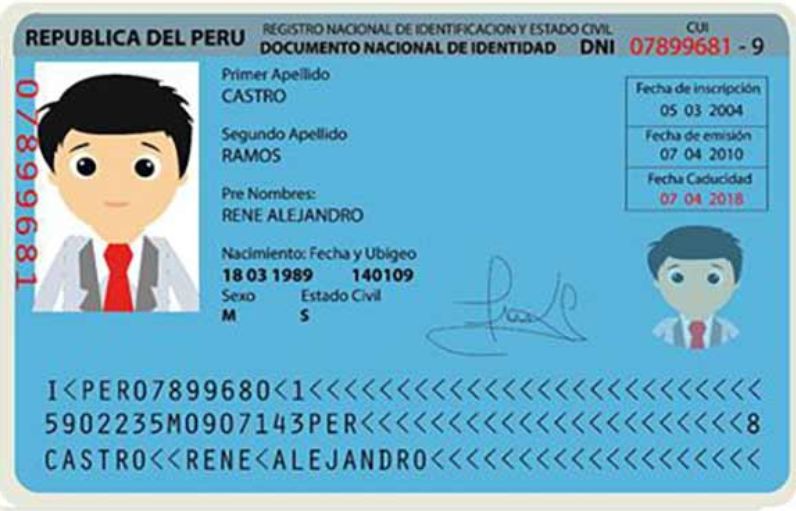 REPUBLICA DEL PERU
REGISTRO NACIONAL DE IDENTIFICACION Y ESTADO CIVIL
DOCUMENTO NACIONAL DE IDENTIDAD DNI
CUI
07899681 - 9
07899681
Primer Apellido
CASTRO
Segundo Apellido
RAMOS
Pre Nombres:
RENE ALEJANDRO
Nacimiento: Fecha y Ubigeo
18 03 1989 140109
Sexo Estado Civil
M S
Fecha de inscripción
05 03 2004
Fecha de emisión
07 04 2010
Fecha Caducidad
07 04 2018
I<PERO7899680<1<<<<<<<<<<<<<<<<<<<<<<<<<<<
5902235M0907143PER<<<<<<<<<<<<<<<<<<<<<<<8
CASTRO<<RENE<ALEJANDRO<<<<<<<<<<<<<<<<<<<<